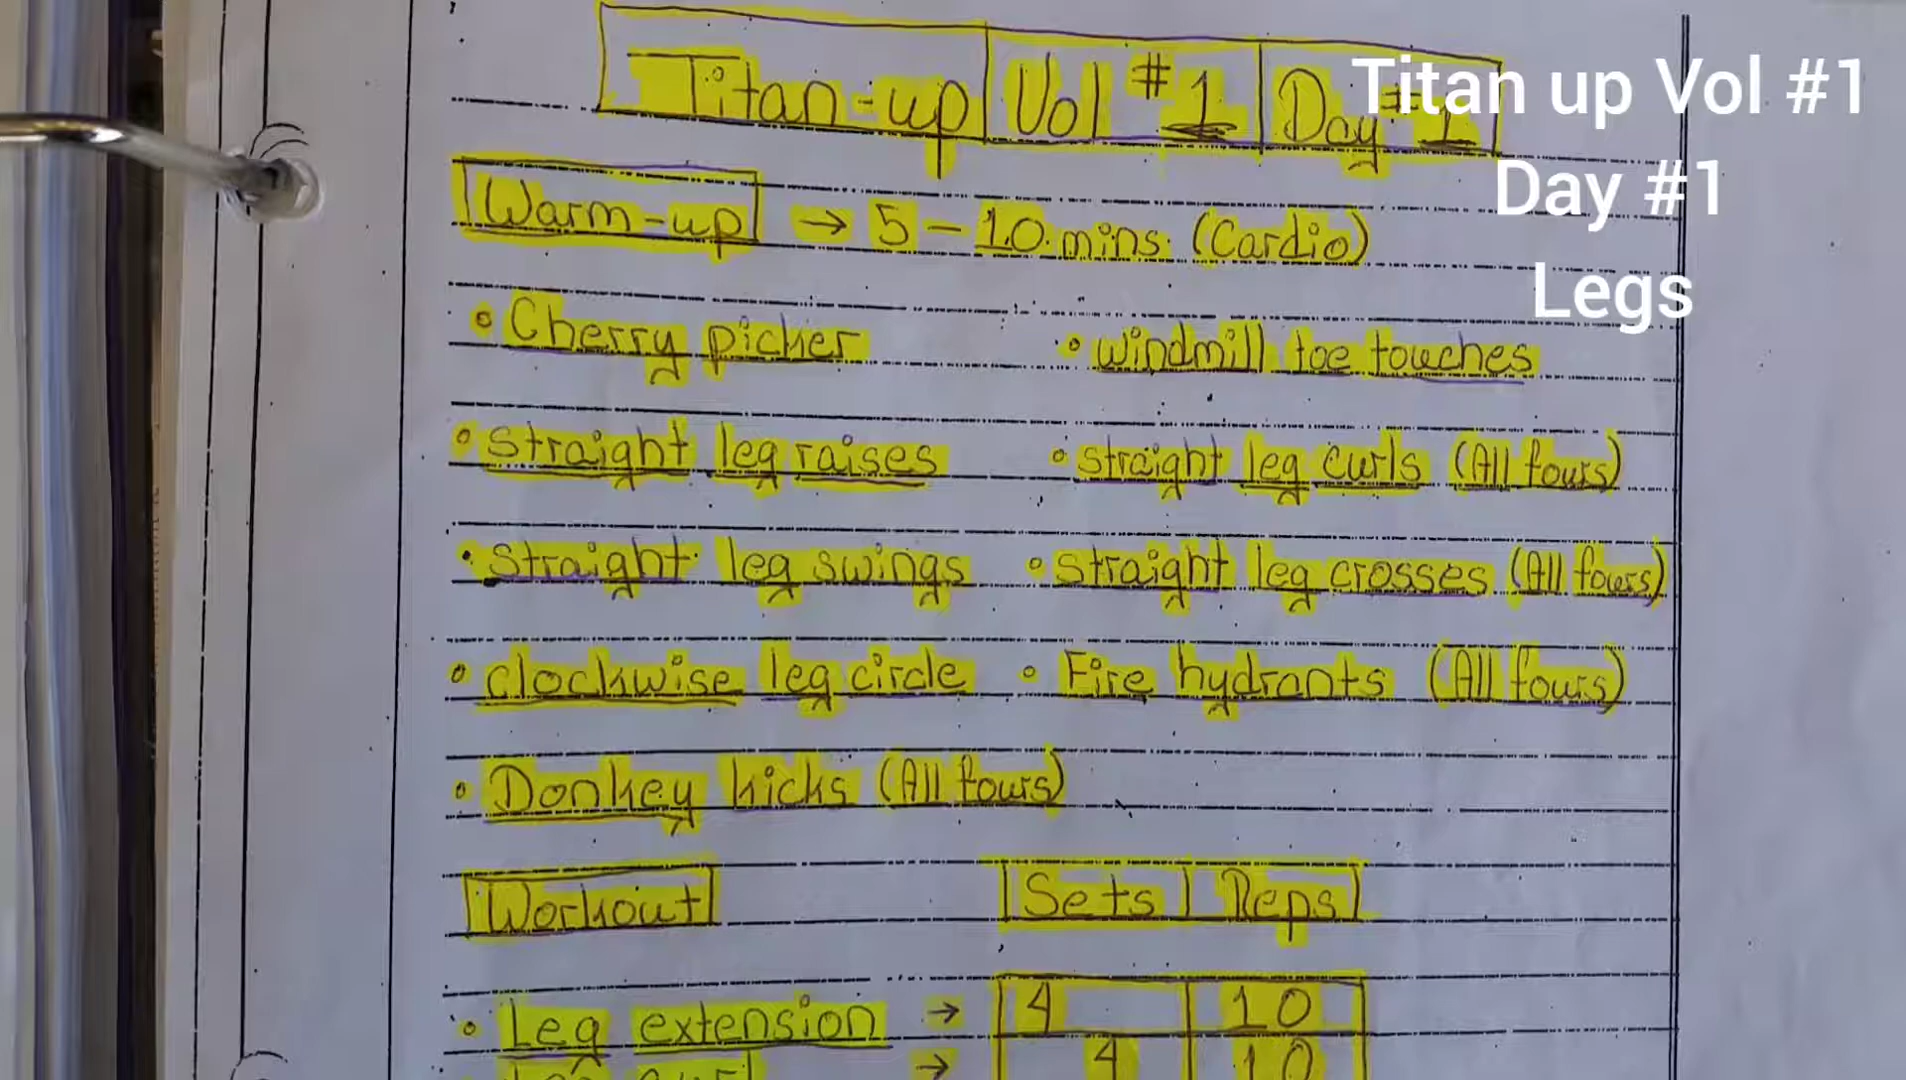 Titan-up Vol #1 Day #1
Titan up Vol #1
Day #1
Legs
Warm-up → 5 - 10 mins (Cardio)
• Cherry picker • windmill toe touches
• straight leg raises • straight leg curls (All fours)
• straight leg swings • straight leg crosses (All fours)
• clockwise leg circle • Fire hydrants (All fours)
• Donkey kicks (All fours)
Workout Sets Reps
• Leg extension → 4 10
→ 4 10